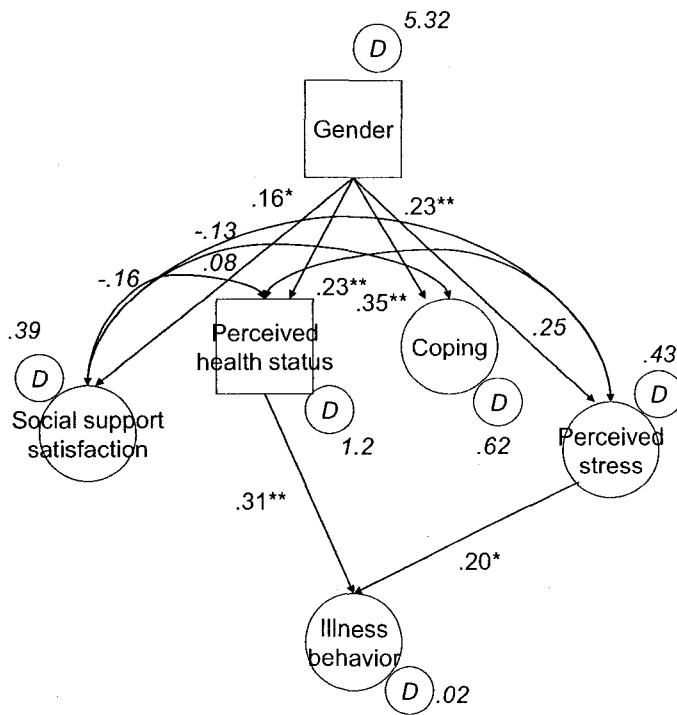 5.32
D
Gender
.16*
.23**
-.13
.08
-.16
.23**
.35**
.25
.39
Perceived
health status
Coping
.43
D
D
D
D
Social support
satisfaction
1.2
.62
Perceived
stress
.31**
.20*
Illness
behavior
D
.02